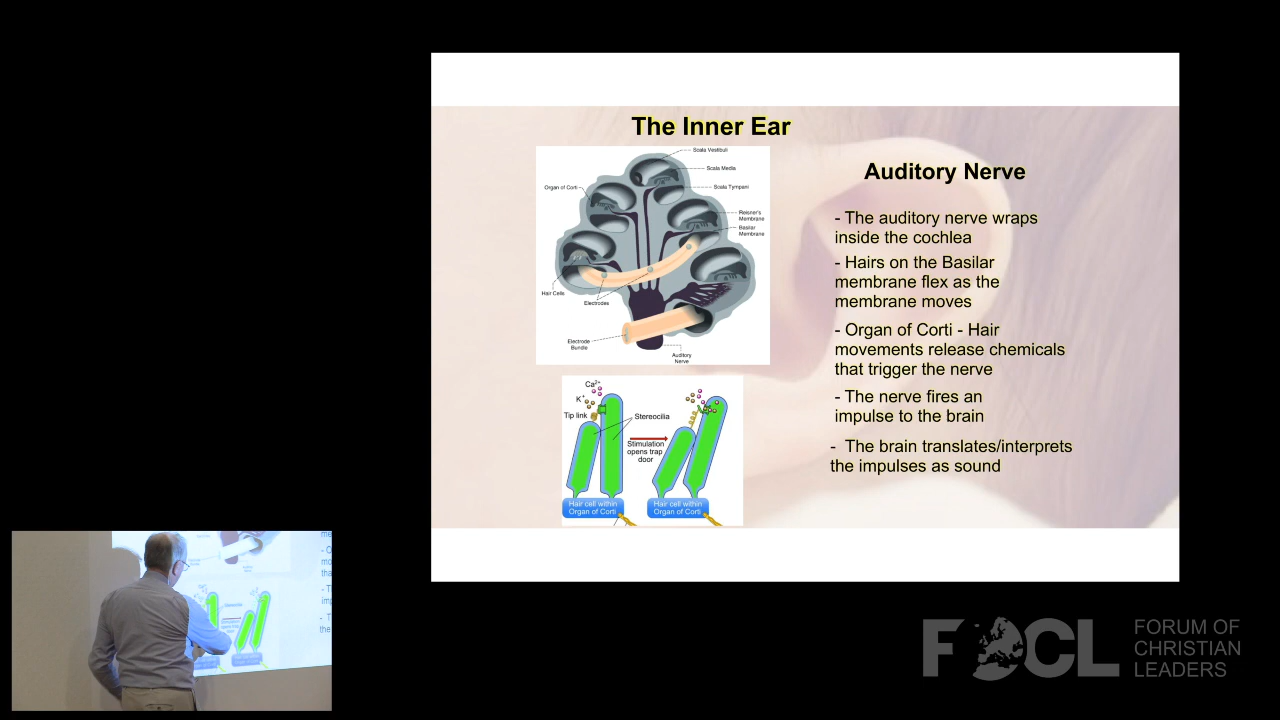 The Inner Ear
Scala Vestibuli
Scala Media
Scala Tympani
Organ of Corti
Reisner's
Membrane
Basilar
Membrane
Hair Cells
Electrodes
Electrode
Bundle
Auditory
Nerve
Ca2+
K+
Tip link
Stereocilia
Stimulation
opens trap
door
Hair cell within
Organ of Corti
Hair cell within
Organ of Corti
Auditory Nerve
- The auditory nerve wraps
inside the cochlea
- Hairs on the Basilar
membrane flex as the
membrane moves
- Organ of Corti - Hair
movements release chemicals
that trigger the nerve
- The nerve fires an
impulse to the brain
- The brain translates/interprets
the impulses as sound
FOCL
FORUM OF
CHRISTIAN
LEADERS